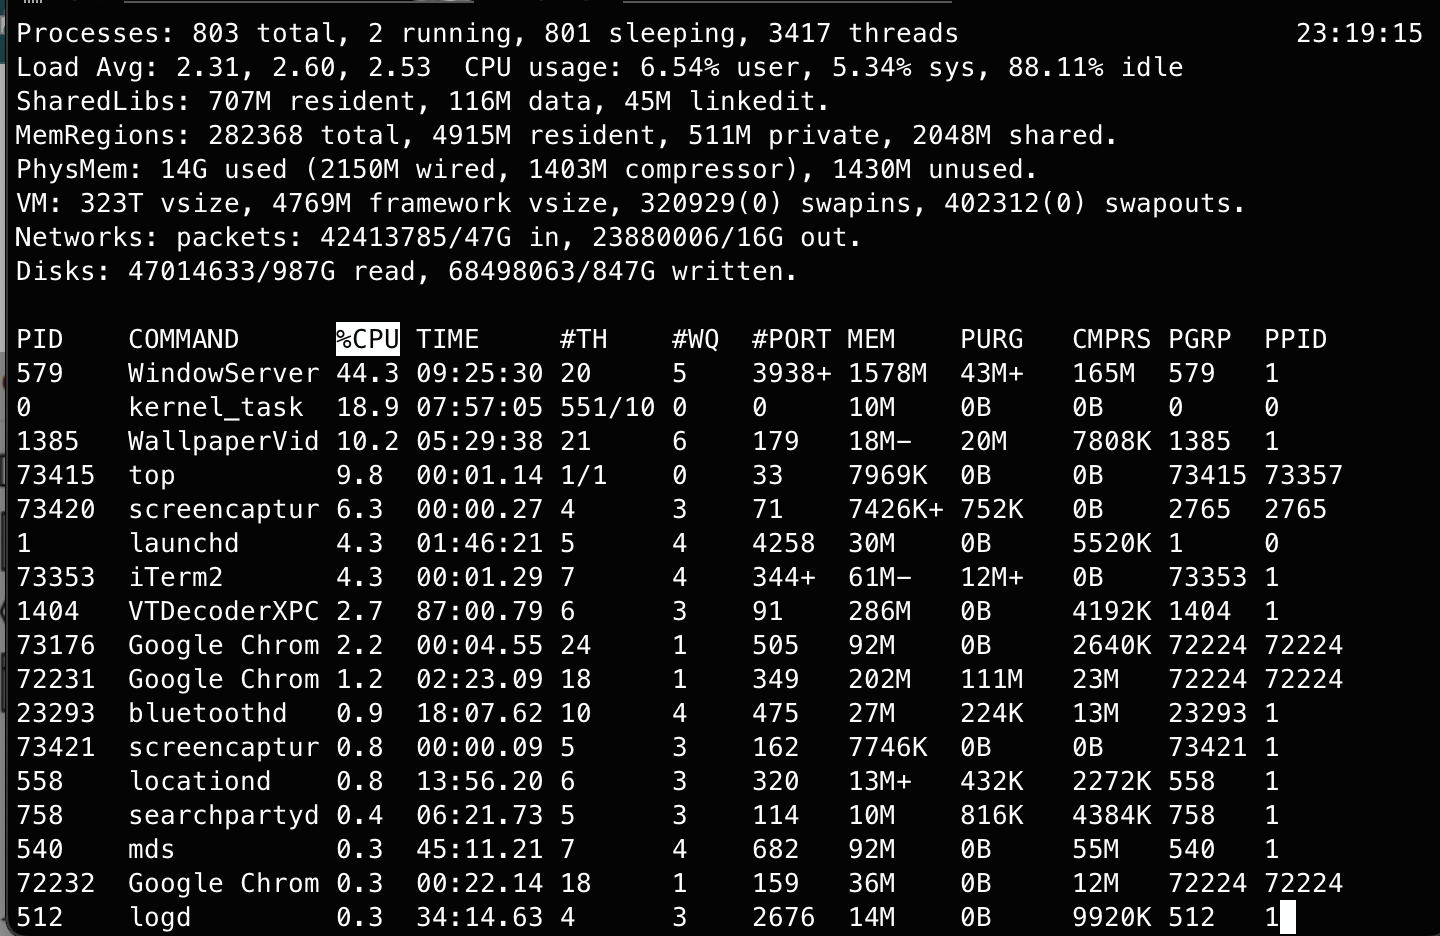 Processes: 803 total, 2 running, 801 sleeping, 3417 threads 23:19:15
Load Avg: 2.31, 2.60, 2.53  CPU usage: 6.54% user, 5.34% sys, 88.11% idle
SharedLibs: 707M resident, 116M data, 45M linkedit.
MemRegions: 282368 total, 4915M resident, 511M private, 2048M shared.
PhysMem: 14G used (2150M wired, 1403M compressor), 1430M unused.
VM: 323T vsize, 4769M framework vsize, 320929(0) swapins, 402312(0) swapouts.
Networks: packets: 42413785/47G in, 23880006/16G out.
Disks: 47014633/987G read, 68498063/847G written.

PID    COMMAND      %CPU TIME     #TH    #WQ  #PORT MEM    PURG   CMPRS PGRP  PPID
579    WindowServer 44.3 09:25:30 20     5    3938+ 1578M  43M+   165M  579   1
0      kernel_task  18.9 07:57:05 551/10 0    0     10M    0B     0B    0     0
1385   WallpaperVid 10.2 05:29:38 21     6    179   18M-   20M    7808K 1385  1
73415  top          9.8  00:01.14 1/1    0    33    7969K  0B     0B    73415 73357
73420  screencaptur 6.3  00:00.27 4      3    71    7426K+ 752K   0B    2765  2765
1      launchd      4.3  01:46:21 5      4    4258  30M    0B     5520K 1     0
73353  iTerm2       4.3  00:01.29 7      4    344+  61M-   12M+   0B    73353 1
1404   VTDecoderXPC 2.7  87:00.79 6      3    91    286M   0B     4192K 1404  1
73176  Google Chrom 2.2  00:04.55 24     1    505   92M    0B     2640K 72224 72224
72231  Google Chrom 1.2  02:23.09 18     1    349   202M   111M   23M   72224 72224
23293  bluetoothd   0.9  18:07.62 10     4    475   27M    224K   13M   23293 1
73421  screencaptur 0.8  00:00.09 5      3    162   7746K  0B     0B    73421 1
558    locationd    0.8  13:56.20 6      3    320   13M+   432K   2272K 558   1
758    searchpartyd 0.4  06:21.73 5      3    114   10M    816K   4384K 758   1
540    mds          0.3  45:11.21 7      4    682   92M    0B     55M   540   1
72232  Google Chrom 0.3  00:22.14 18     1    159   36M    0B     12M   72224 72224
512    logd         0.3  34:14.63 4      3    2676  14M    0B     9920K 512   1